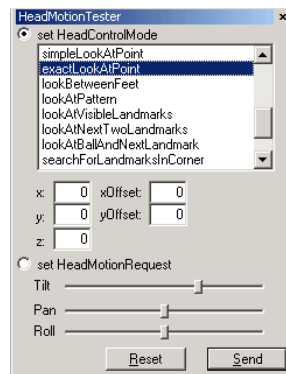 HeadMotionTester ×
set HeadControlMode
simpleLookAtPoint
exactLookAtPoint
lookBetweenFeet
lookAtPattern
lookAtVisibleLandmarks
lookAtNextTwoLandmarks
lookAtBallAndNextLandmark
searchForLandmarksInCorner
x: 0 xOffset: 0
y: 0 yOffset: 0
z: 0
set HeadMotionRequest
Tilt
Pan
Roll
Reset Send